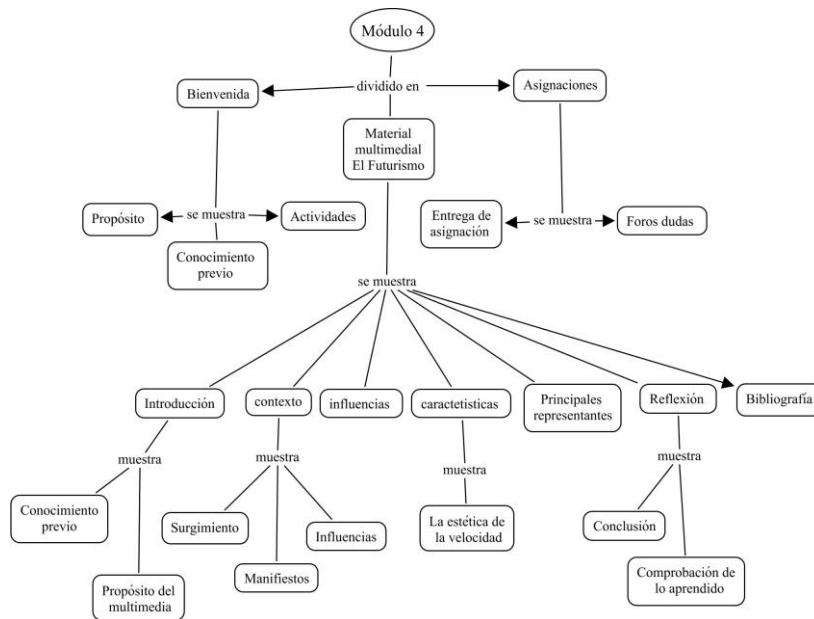 Módulo 4
Bienvenida
dividido en
Asignaciones
Material
multimedial
El Futurismo
Propósito
se muestra
Actividades
Conocimiento
previo
Entrega de
asignación
se muestra
Foros dudas
se muestra
Introducción
contexto
influencias
caractetisticas
Principales
representantes
Reflexión
Bibliografía
muestra
muestra
muestra
muestra
Conocimiento
previo
Surgimiento
Influencias
La estética de
la velocidad
Conclusión
Propósito del
multimedia
Manifiestos
Comprobación de
lo aprendido